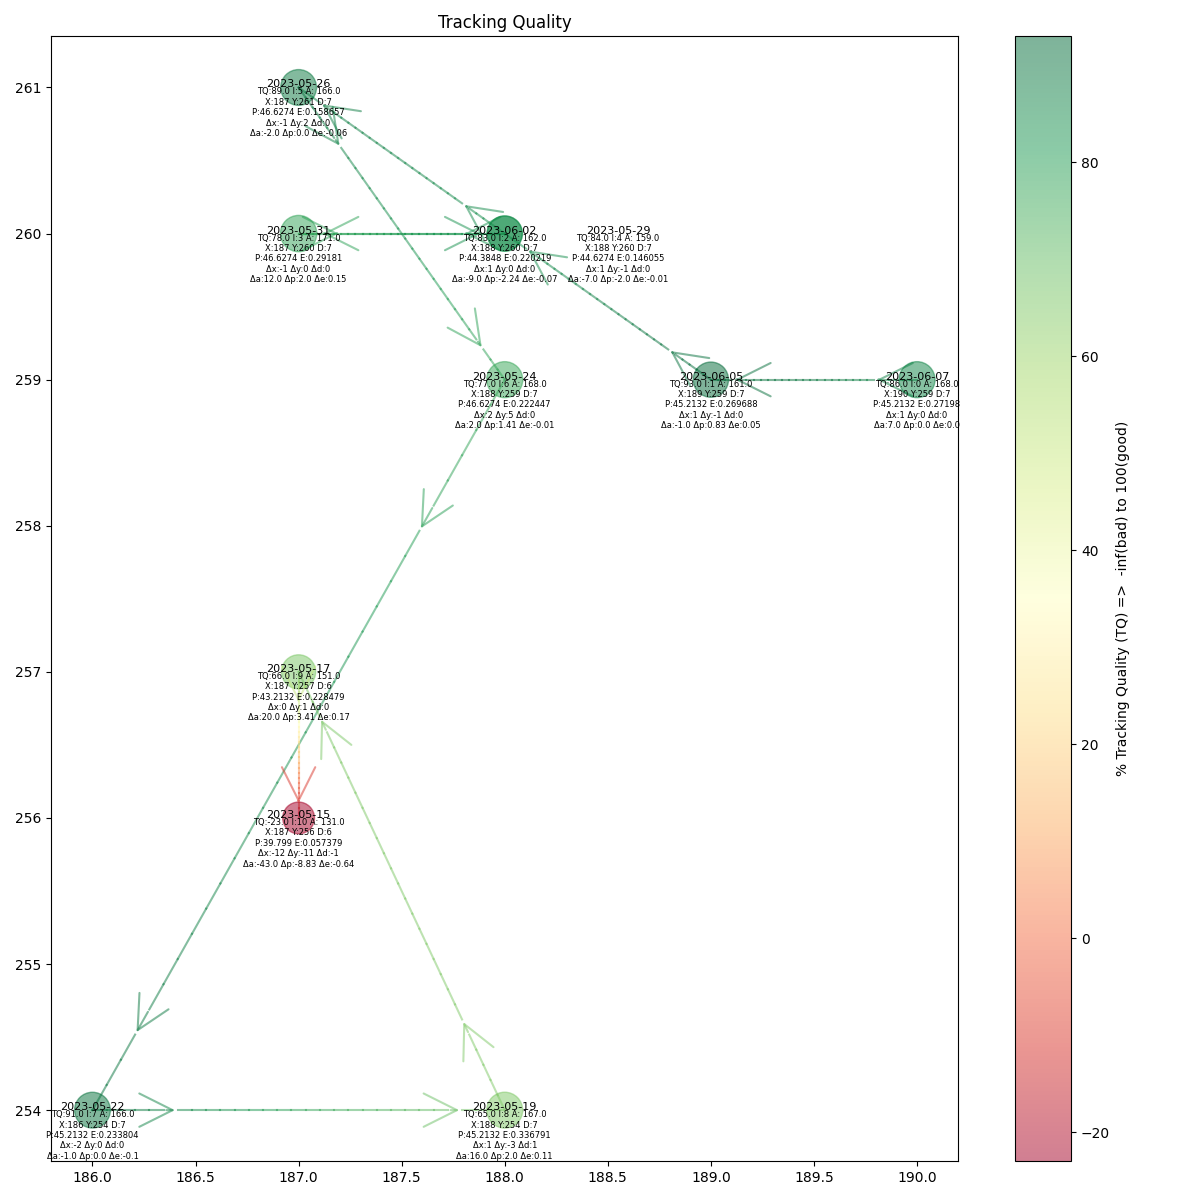 Tracking Quality
261
260
259
258
257
256
255
254
2023-05-26
TQ:89.0 I:5 A: 166.0
X:187 Y:261 D:7
P:46.6274 E:0.158657
Δx:-1 Δy:2 Δd:0
Δa:-2.0 Δp:0.0 Δe:-0.06
2023-05-31
TQ:78.0 I:3 A: 171.0
X:187 Y:260 D:7
P:46.6274 E:0.29181
Δx:-1 Δy:0 Δd:0
Δa:12.0 Δp:2.0 Δe:0.15
2023-06-02
TQ:83.0 I:2 A: 162.0
X:188 Y:260 D:7
P:44.3848 E:0.220219
Δx:1 Δy:0 Δd:0
Δa:-9.0 Δp:-2.24 Δe:-0.07
2023-05-29
TQ:84.0 I:4 A: 159.0
X:188 Y:260 D:7
P:44.6274 E:0.146055
Δx:1 Δy:-1 Δd:0
Δa:-7.0 Δp:-2.0 Δe:-0.01
2023-05-24
TQ:77.0 I:6 A: 168.0
X:188 Y:259 D:7
P:46.6274 E:0.222447
Δx:2 Δy:5 Δd:0
Δa:2.0 Δp:1.41 Δe:-0.01
2023-06-05
TQ:93.0 I:1 A: 161.0
X:189 Y:259 D:7
P:45.2132 E:0.269688
Δx:1 Δy:-1 Δd:0
Δa:-1.0 Δp:0.83 Δe:0.05
2023-06-07
TQ:86.0 I:0 A: 168.0
X:190 Y:259 D:7
P:45.2132 E:0.27198
Δx:1 Δy:0 Δd:0
Δa:7.0 Δp:0.0 Δe:0.0
2023-05-17
TQ:66.0 I:9 A: 151.0
X:187 Y:257 D:6
P:43.2132 E:0.228479
Δx:0 Δy:1 Δd:0
Δa:20.0 Δp:3.41 Δe:0.17
2023-05-15
TQ:-23.0 I:10 A: 131.0
X:187 Y:256 D:6
P:39.799 E:0.057379
Δx:-12 Δy:-11 Δd:-1
Δa:-43.0 Δp:-8.83 Δe:-0.64
2023-05-22
TQ:91.0 I:7 A: 166.0
X:186 Y:254 D:7
P:45.2132 E:0.233804
Δx:-2 Δy:0 Δd:0
Δa:-1.0 Δp:0.0 Δe:-0.1
2023-05-19
TQ:65.0 I:8 A: 167.0
X:188 Y:254 D:7
P:45.2132 E:0.336791
Δx:1 Δy:-3 Δd:1
Δa:16.0 Δp:2.0 Δe:0.11
186.0
186.5
187.0
187.5
188.0
188.5
189.0
189.5
190.0
80
60
40
20
0
−20
% Tracking Quality (TQ) => -inf(bad) to 100(good)